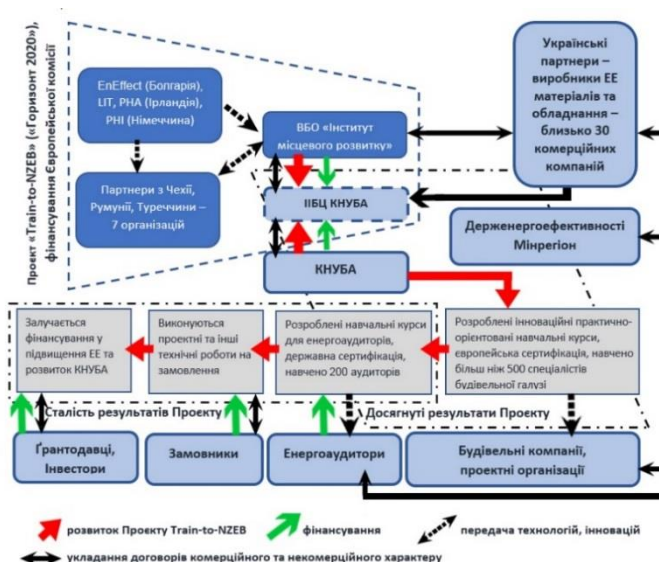 Проєкт «Train-to-NZEB» («Горизонт 2020»),
фінансування Європейської комісії
EnEffect (Болгарія),
LIT, PHA (Ірландія),
PHI (Німеччина)
Партнери з Чехії,
Румунії, Туреччини –
7 організацій
ВБО «Інститут
місцевого розвитку»
ІІБЦ КНУБА
КНУБА
Українські
партнери –
виробники ЕЕ
матеріалів та
обладнання –
близько 30
комерційних
компаній
Держенергоефективності
Мінрегіон
Залучається
фінансування у
підвищення ЕЕ та
розвиток КНУБА
Виконуються
проектні та інші
технічні роботи на
замовлення
Розроблені навчальні курси
для енергоаудиторів,
державна сертифікація,
навчено 200 аудиторів
Розроблені інноваційні практично-
орієнтовані навчальні курси,
європейська сертифікація, навчено
більш ніж 500 спеціалістів
будівельної галузі
Сталість результатів Проєкту
Досягнуті результати Проєкту
Ґрантодавці,
Інвестори
Замовники
Енергоаудитори
Будівельні компанії,
проектні організації
розвиток Проєкту Train-to-NZEB
фінансування
передача технологій, інновацій
укладання договорів комерційного та некомерційного характеру